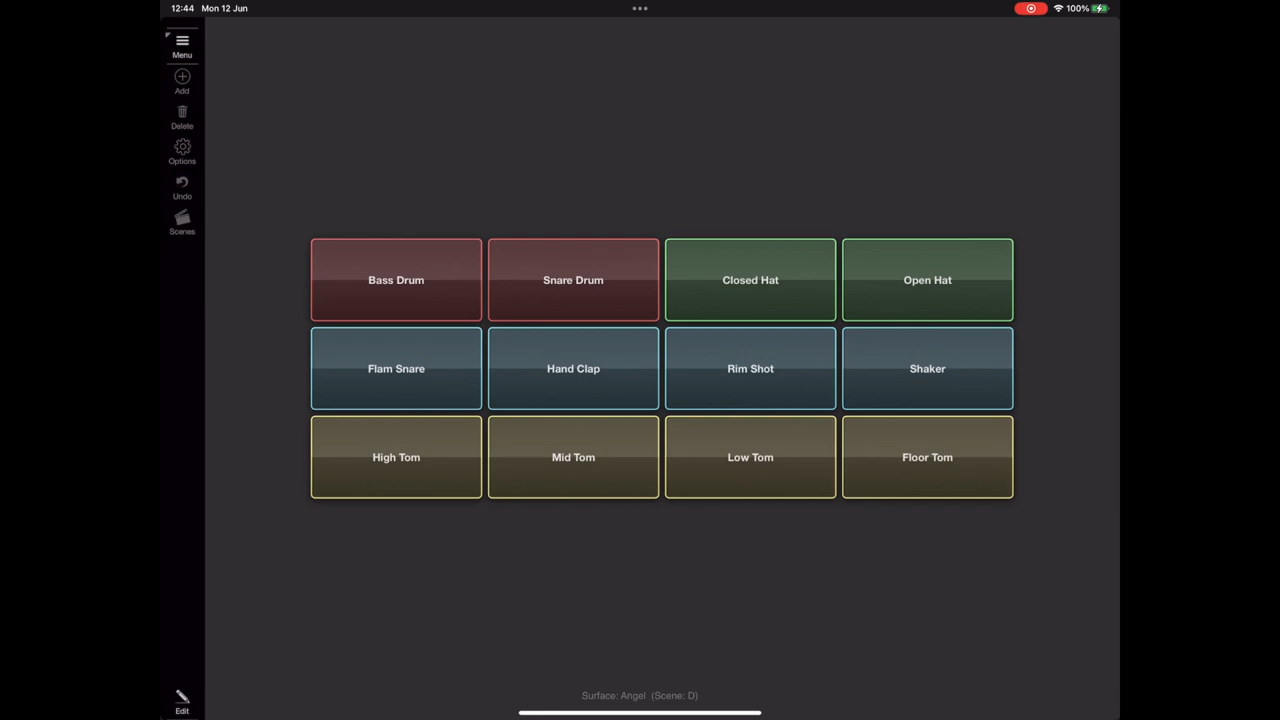 12:44 Mon 12 Jun
100%
Menu
Add
Delete
Options
Undo
Scenes
Bass Drum
Snare Drum
Closed Hat
Open Hat
Flam Snare
Hand Clap
Rim Shot
Shaker
High Tom
Mid Tom
Low Tom
Floor Tom
Surface: Angel (Scene: D)
Edit